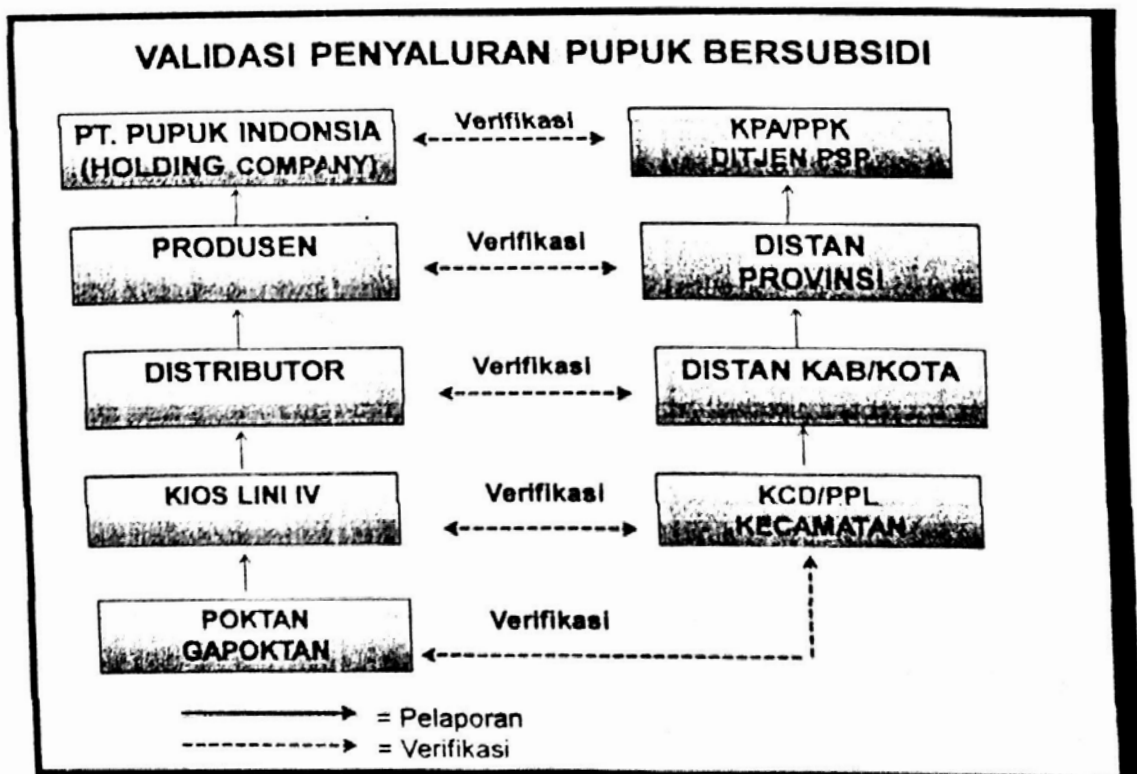 VALIDASI PENYALURAN PUPUK BERSUBSIDI
PT. PUPUK INDONSIA
(HOLDING COMPANY)
Verifikasi
KPA/PPK
DITJEN PSP
PRODUSEN
Verifikasi
DISTAN
PROVINSI
DISTRIBUTOR
Verifikasi
DISTAN KAB/KOTA
KIOS LINI IV
Verifikasi
KCD/PPL
KECAMATAN
POKTAN
GAPOKTAN
Verifikasi
= Pelaporan
= Verifikasi